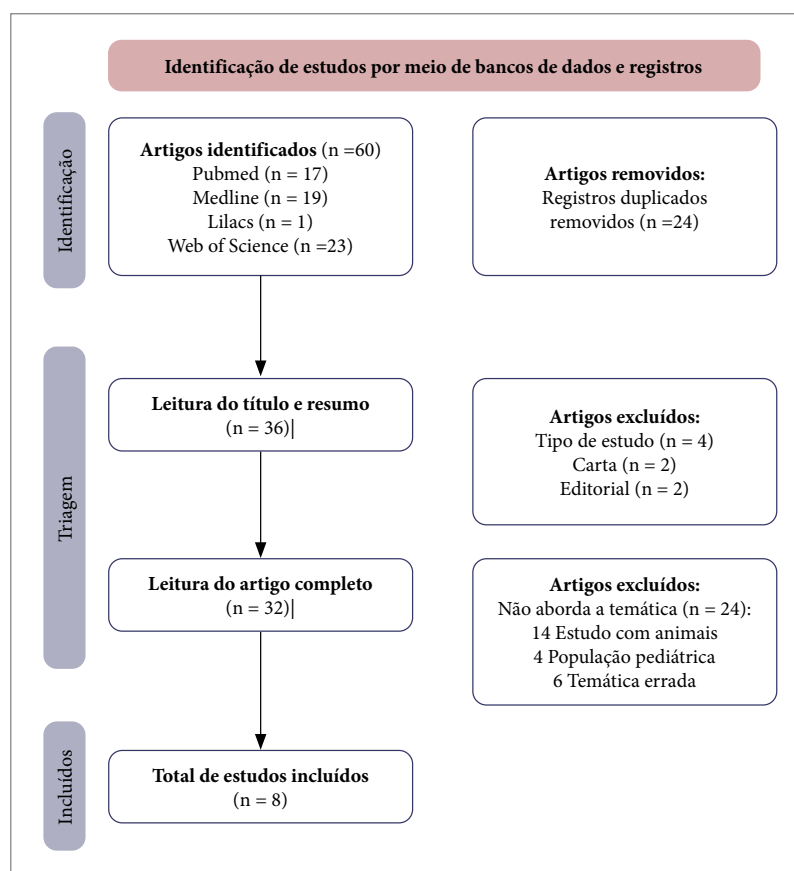 Identificação de estudos por meio de bancos de dados e registros
Identificação
Artigos identificados (n =60)
Pubmed (n = 17)
Medline (n = 19)
Lilacs (n = 1)
Web of Science (n =23)
Artigos removidos:
Registros duplicados
removidos (n =24)
Triagem
Leitura do título e resumo
(n = 36)|
Artigos excluídos:
Tipo de estudo (n = 4)
Carta (n = 2)
Editorial (n = 2)
Leitura do artigo completo
(n = 32)|
Artigos excluídos:
Não aborda a temática (n = 24):
14 Estudo com animais
4 População pediátrica
6 Temática errada
Incluídos
Total de estudos incluídos
(n = 8)